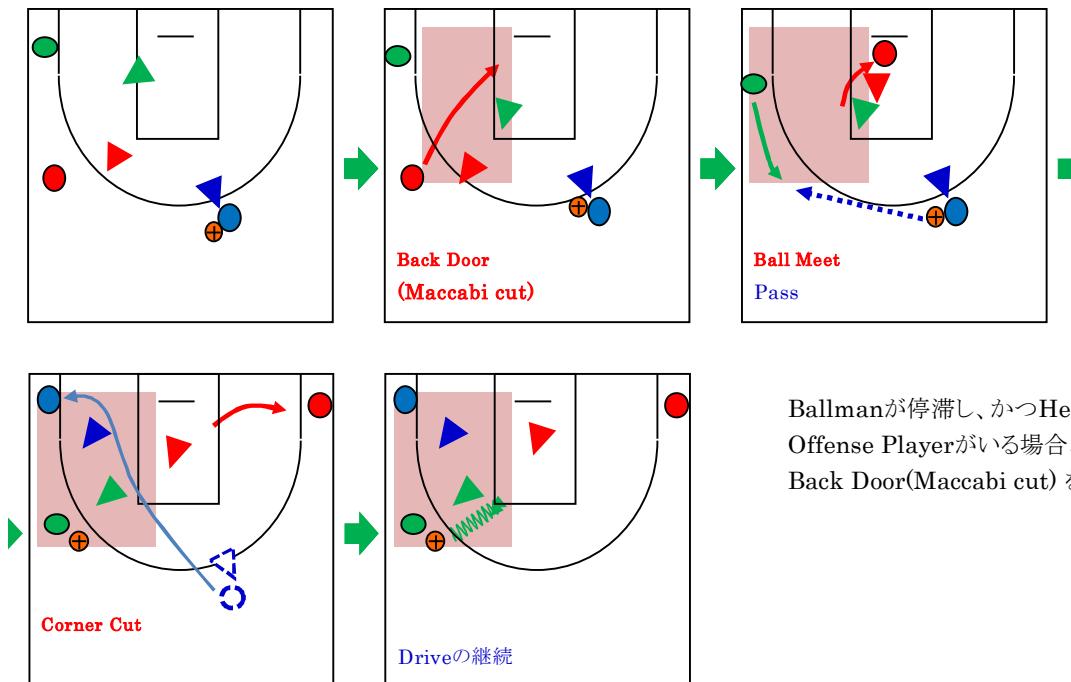 Back Door
(Maccabi cut)
Ball Meet
Pass
Corner Cut
Driveの継続
Ballmanが停滞し、かつHe
Offense Playerがいる場合
Back Door(Maccabi cut) を